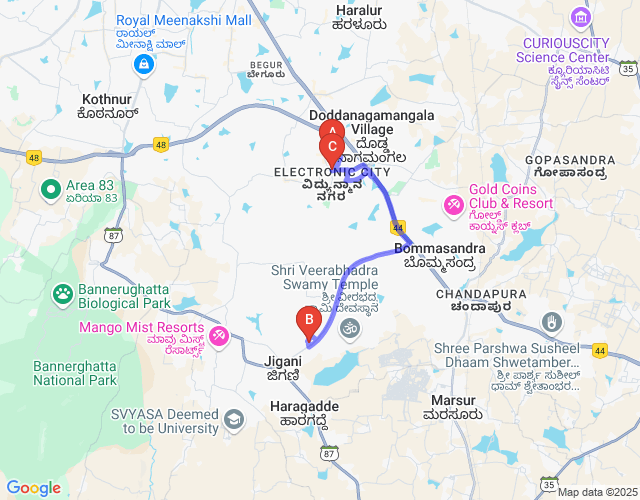 Haralur
ಹರಳೂರು
Royal Meenakshi Mall
ರಾಯಲ್
ಮೀನಾಕ್ಷಿ ಮಾಲ್
CURIOUSCITY
Science Center
ಕ್ಯೂರಿಯಾಸಿಟಿ
ಸೈನ್ಸ್ ಸೆಂಟರ್
35
BEGUR
ಬೇಗೂರು
Kothnur
ಕೊಠನೂರ್
Doddanagamangala
Village
ದೊಡ್ಡ
ನಾಗಮಂಗಲ
A
C
48
48
ELECTRONIC CITY
ವಿದ್ಯುನ್ಮಾನ
ನಗರ
GOPASANDRA
ಗೋಪಾಸಂದ್ರ
Area 83
ಏರಿಯಾ 83
Gold Coins
Club & Resort
ಗೋಲ್ಡ್
ಕಾಯ್ನ್ಸ್ ಕ್ಲಬ್
87
44
Bommasandra
ಬೊಮ್ಮಸಂದ್ರ
Shri Veerabhadra
Swamy Temple
ಶ್ರೀ ವೀರಭದ್ರ
ಸ್ವಾಮಿ ದೇವಸ್ಥಾನ
Bannerughatta
Biological Park
CHANDAPURA
ಚಂದಾಪುರ
B
Mango Mist Resorts
ಮಾವು ಮಿಸ್ಟ್
ರೆಸಾರ್ಟ್ಸ್
Jigani
ಜಿಗಣಿ
Bannerghatta
National Park
Shree Parshwa Susheel
Dhaam Shwetamber...
ಶ್ರೀ ಪಾರ್ಶ್ವ ಸುಶೀಲ್
ಧಾಮ್ ಶ್ವೇತಾಂಬರ...
44
Haragadde
ಹಾರಗದ್ದೆ
Marsur
ಮರಸೂರು
SVYASA Deemed
to be University
87
35
Google
Map data ©2025